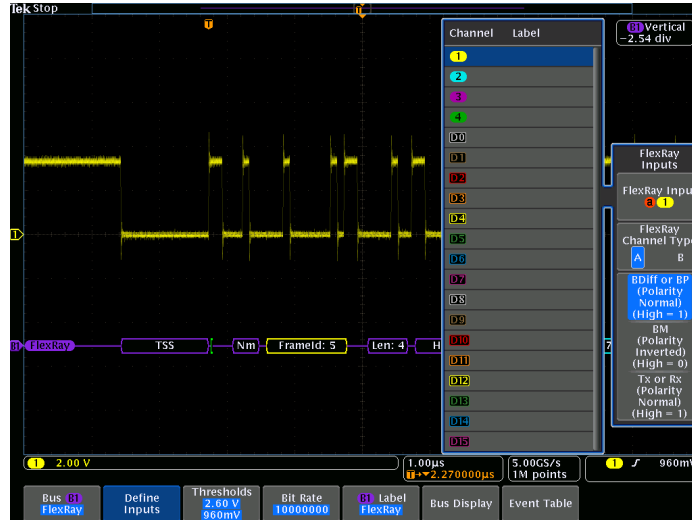 Tek Stop
T
T
B1 Vertical
-2.54 div
Channel Label
1
2
3
4
D0
D1
D2
D3
D4
D5
D6
D7
D8
D9
D10
D11
D12
D13
D14
D15
FlexRay
Inputs
FlexRay Inpu
a 1
FlexRay
Channel Type
A B
BDiff or BP
(Polarity
Normal)
(High = 1)
BM
(Polarity
Inverted)
(High = 0)
Tx or Rx
(Polarity
Normal)
(High = 1)
1
B1 FlexRay TSS Nm FrameId: 5 Len: 4 H 7
1 2.00 V
1.00µs
T→▼2.270000µs
5.00GS/s
1M points
1 960mV
Bus B1
FlexRay
Define
Inputs
Thresholds
2.60 V
960mV
Bit Rate
10000000
B1 Label
FlexRay
Bus Display
Event Table